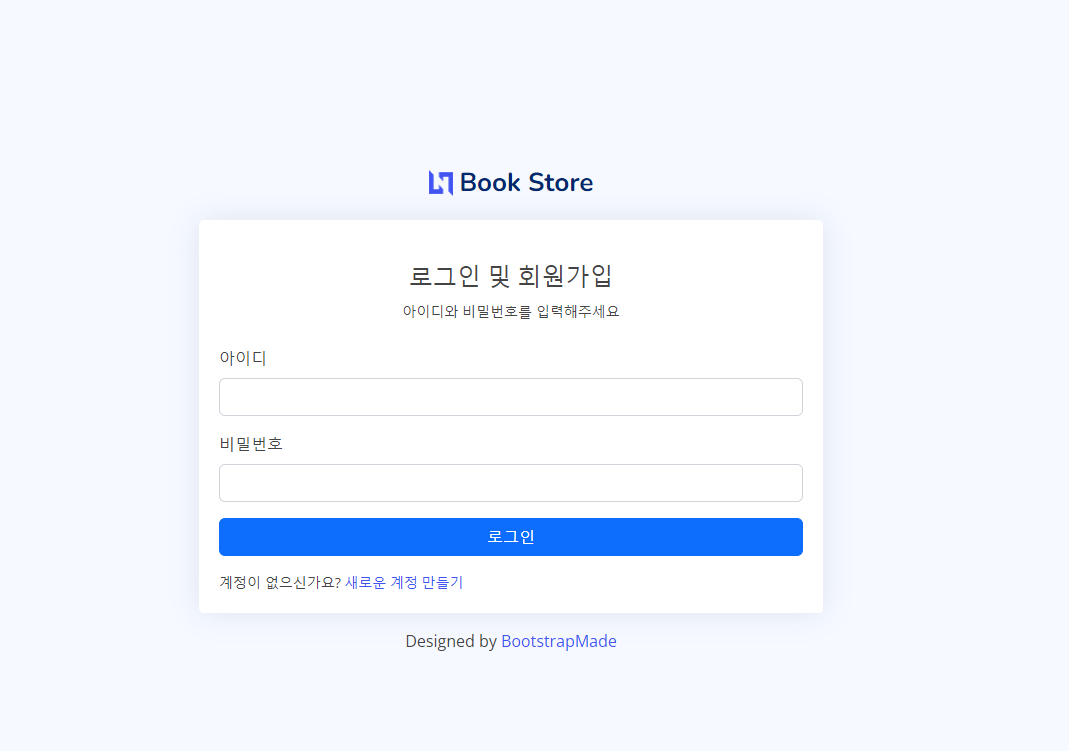 Book Store
로그인 및 회원가입
아이디와 비밀번호를 입력해주세요
아이디
비밀번호
로그인
계정이 없으신가요? 새로운 계정 만들기
Designed by BootstrapMade